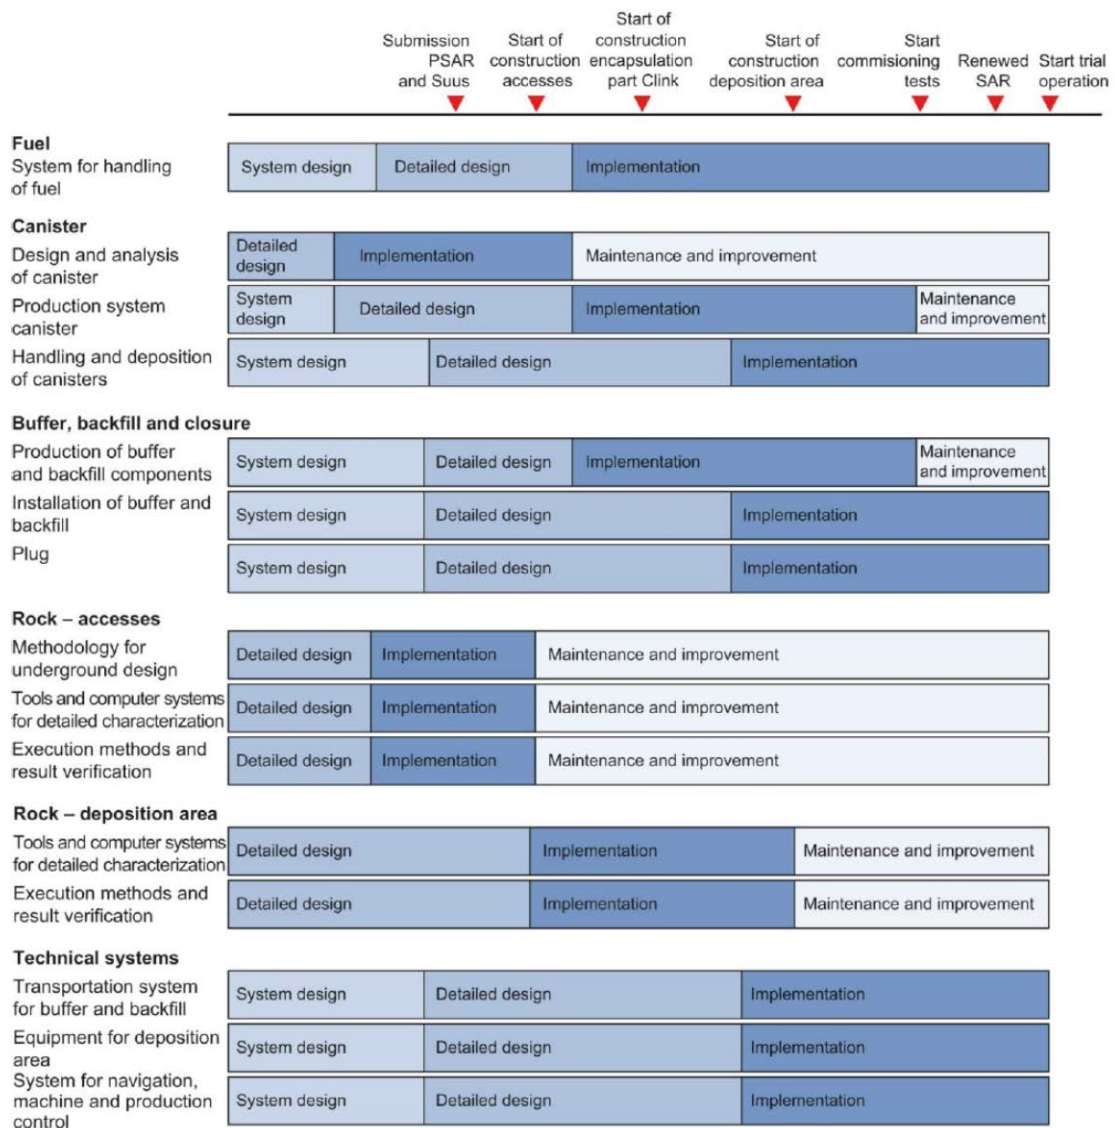 Submission
PSAR
and Suus
Start of
construction
accesses
Start of
construction
encapsulation
part Clink
Start of
construction
deposition area
Start
commisioning
tests
Renewed
SAR
Start trial
operation
Fuel
System for handling
of fuel
System design
Detailed design
Implementation
Canister
Design and analysis
of canister
Detailed
design
Implementation
Maintenance and improvement
Production system
canister
System
design
Detailed design
Implementation
Maintenance
and improvement
Handling and deposition
of canisters
System design
Detailed design
Implementation
Buffer, backfill and closure
Production of buffer
and backfill components
System design
Detailed design
Implementation
Maintenance
and improvement
Installation of buffer and
backfill
System design
Detailed design
Implementation
Plug
System design
Detailed design
Implementation
Rock – accesses
Methodology for
underground design
Detailed design
Implementation
Maintenance and improvement
Tools and computer systems
for detailed characterization
Detailed design
Implementation
Maintenance and improvement
Execution methods and
result verification
Detailed design
Implementation
Maintenance and improvement
Rock – deposition area
Tools and computer systems
for detailed characterization
Detailed design
Implementation
Maintenance and improvement
Execution methods and
result verification
Detailed design
Implementation
Maintenance and improvement
Technical systems
Transportation system
for buffer and backfill
System design
Detailed design
Implementation
Equipment for deposition
area
System design
Detailed design
Implementation
System for navigation,
machine and production
control
System design
Detailed design
Implementation